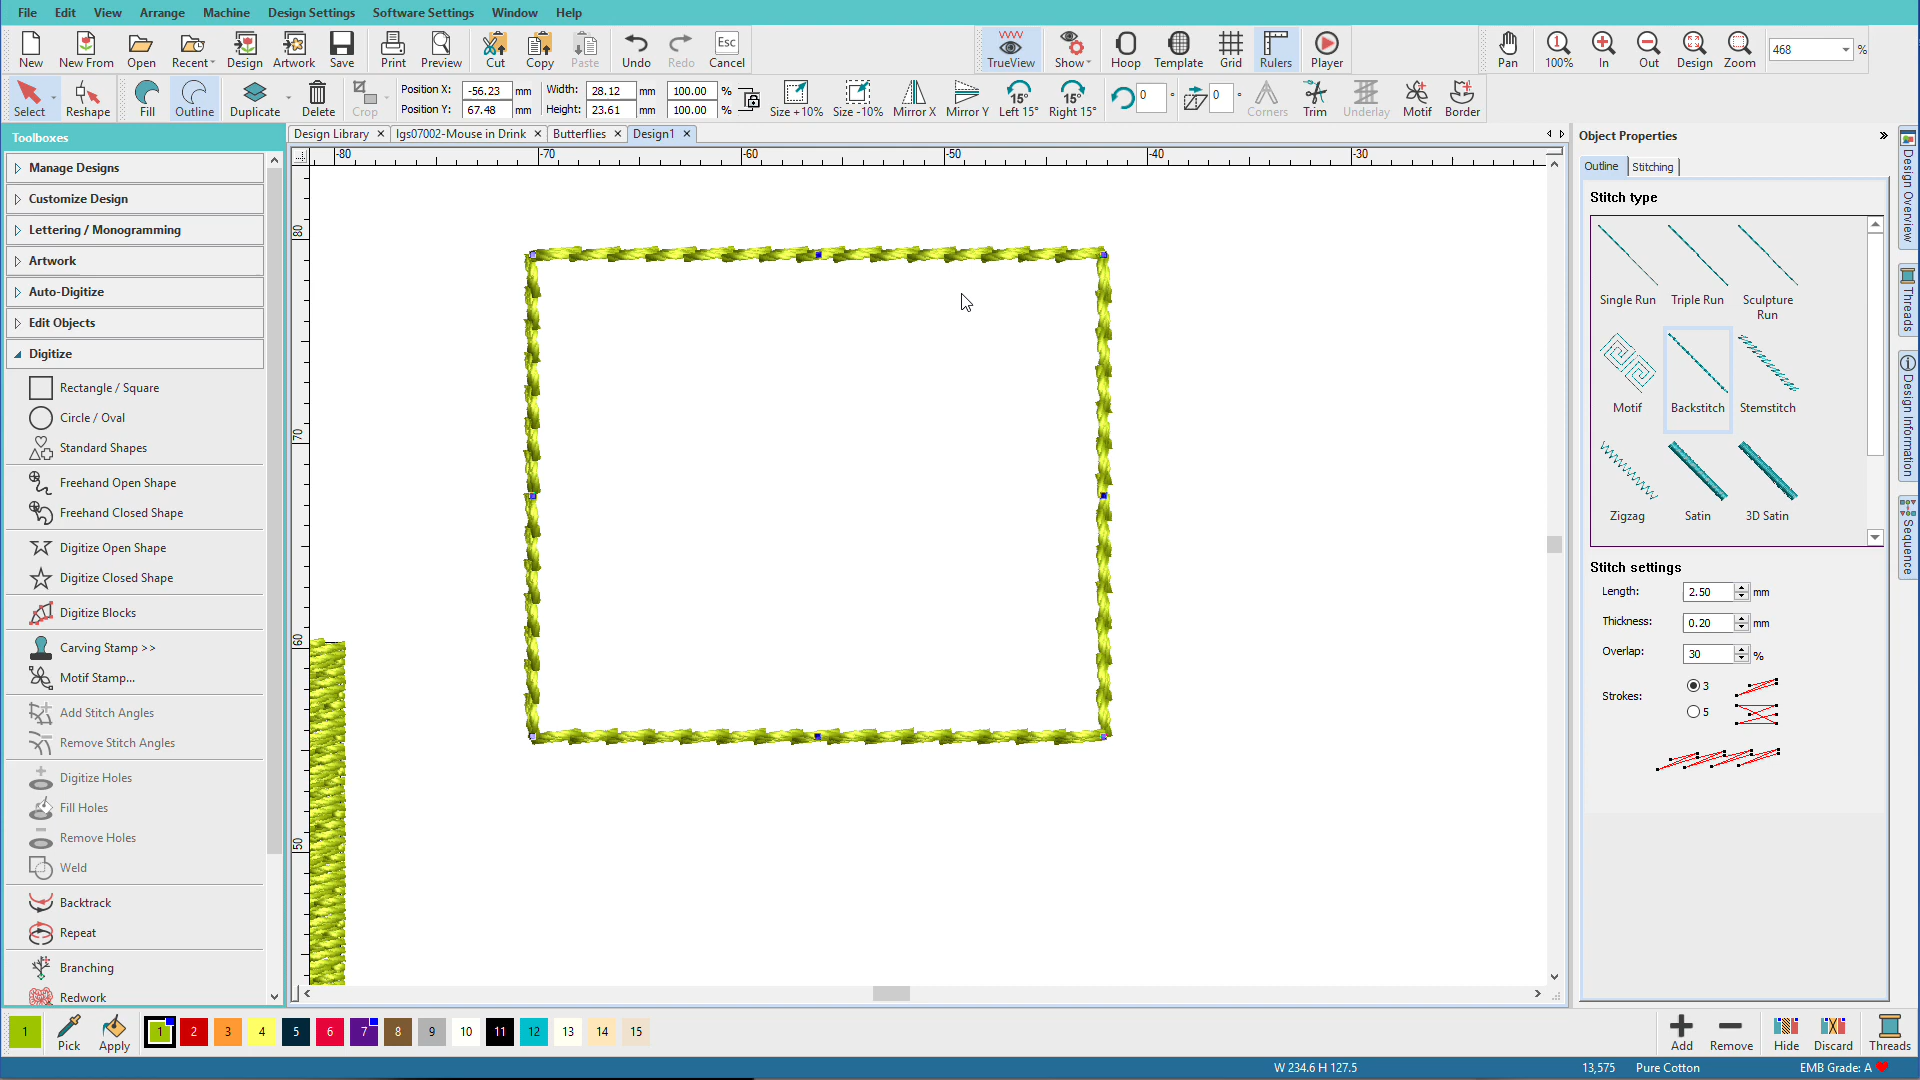 File Edit View Arrange Machine Design Settings Software Settings Window Help
New New From Open Recent Design Artwork Save Print Preview Cut Copy Paste Undo Redo Esc Cancel TrueView Show Hoop Template Grid Rulers Player Pan 1 100% In Out Design Zoom 468 %
Select Reshape Fill Outline Duplicate Delete Crop Position X: -56.23 mm Width: 28.12 mm 100.00 % Size +10% Size -10% Mirror X Mirror Y 15° Left 15° 15° Right 15° 0 ° 0 ° Corners Trim Underlay Motif Border
Position Y: 67.48 mm Height: 23.61 mm 100.00 %
Toolboxes
Design Library × lgs07002-Mouse in Drink × Butterflies × Design1 ×
-80 -70 -60 -50 -40 -30
80
70
60
50
Manage Designs
Customize Design
Lettering / Monogramming
Artwork
Auto-Digitize
Edit Objects
Digitize
Rectangle / Square
Circle / Oval
Standard Shapes
Freehand Open Shape
Freehand Closed Shape
Digitize Open Shape
Digitize Closed Shape
Digitize Blocks
Carving Stamp >>
Motif Stamp...
Add Stitch Angles
Remove Stitch Angles
Digitize Holes
Fill Holes
Remove Holes
Weld
Backtrack
Repeat
Branching
Redwork
Object Properties
Outline Stitching
Stitch type
Single Run Triple Run Sculpture Run
Motif Backstitch Stemstitch
Zigzag Satin 3D Satin
Stitch settings
Length: 2.50 mm
Thickness: 0.20 mm
Overlap: 30 %
Strokes: 3
5
Design Overview
Threads
Design Information
Sequence
1 Pick Apply 1 2 3 4 5 6 7 8 9 10 11 12 13 14 15 Add Remove Hide Discard Threads
W 234.6 H 127.5 13,575 Pure Cotton EMB Grade: A